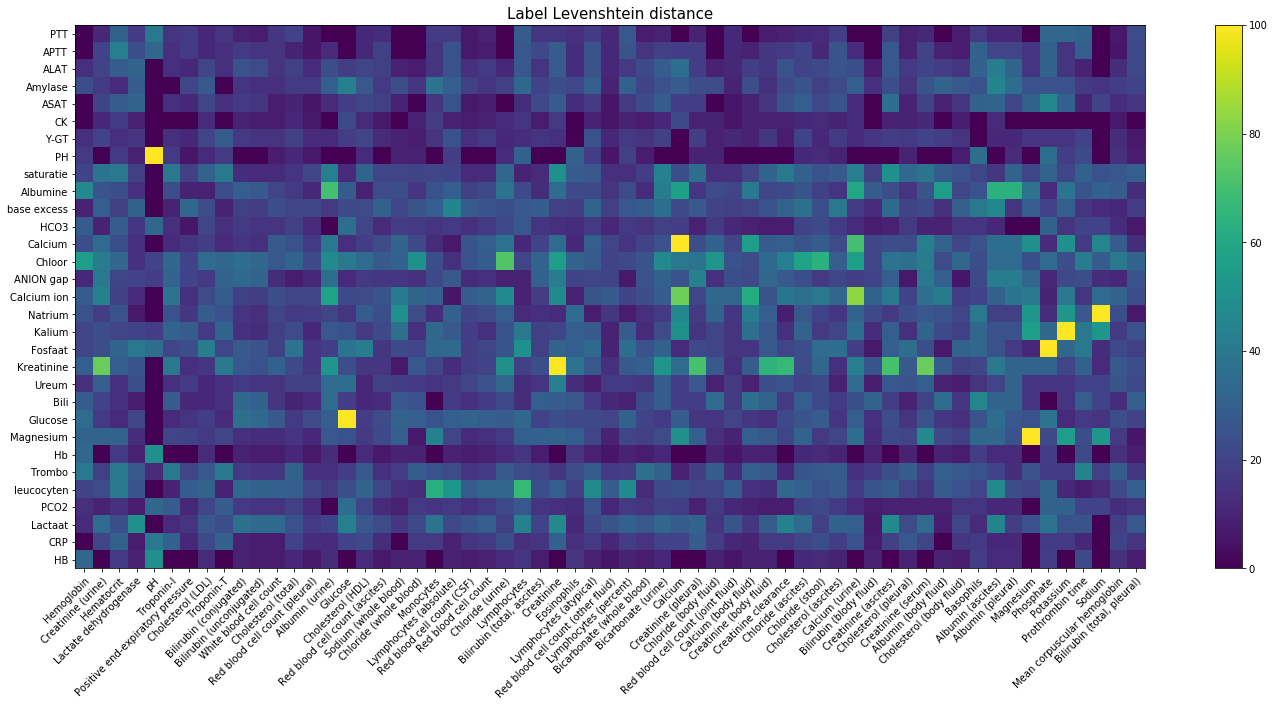 Label Levenshtein distance
PTT
APTT
ALAT
Amylase
ASAT
CK
Y-GT
PH
saturatie
Albumine
base excess
HCO3
Calcium
Chloor
ANION gap
Calcium ion
Natrium
Kalium
Fosfaat
Kreatinine
Ureum
Bili
Glucose
Magnesium
Hb
Trombo
leucocyten
PCO2
Lactaat
CRP
HB
Hemoglobin
Creatinine (urine)
Hematocrit
Lactate dehydrogenase
pH
Troponin-I
Positive end-expiratory pressure
Cholesterol (LDL)
Troponin-T
Bilirubin (conjugated)
Bilirubin (unconjugated)
White blood cell count
Cholesterol (total)
Red blood cell count (pleural)
Albumin (urine)
Glucose
Cholesterol (HDL)
Red blood cell count (ascites)
Sodium (whole blood)
Chloride (whole blood)
Monocytes
Lymphocytes (absolute)
Red blood cell count (CSF)
Red blood cell count
Chloride (urine)
Lymphocytes
Bilirubin (total, ascites)
Creatinine
Eosinophils
Lymphocytes (atypical)
Red blood cell count (other fluid)
Lymphocytes (percent)
Bicarbonate (whole blood)
Bicarbonate (urine)
Calcium
Creatinine (pleural)
Chloride (body fluid)
Red blood cell count (joint fluid)
Calcium (body fluid)
Creatinine (body fluid)
Creatinine clearance
Chloride (ascites)
Chloride (stool)
Cholesterol (ascites)
Calcium (urine)
Bilirubin (body fluid)
Creatinine (ascites)
Cholesterol (pleural)
Creatinine (serum)
Albumin (body fluid)
Cholesterol (body fluid)
Basophils
Albumin (ascites)
Albumin (pleural)
Magnesium
Phosphate
Potassium
Prothrombin time
Sodium
Mean corpuscular hemoglobin
Bilirubin (total, pleural)
100
80
60
40
20
0